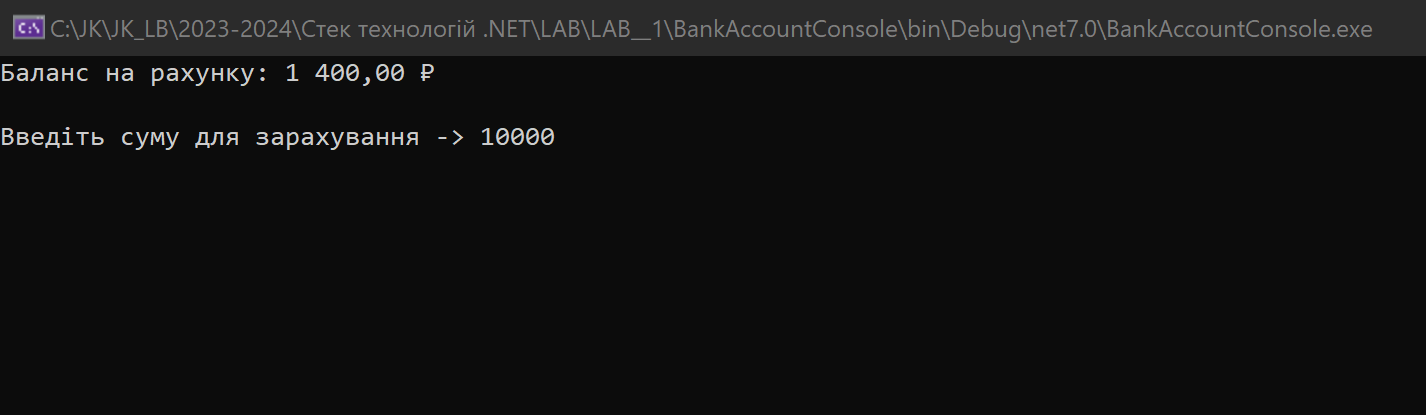 C:\JK\JK_LB\2023-2024\Стек технологій .NET\LAB\LAB__1\BankAccountConsole\bin\Debug\net7.0\BankAccountConsole.exe
Баланс на рахунку: 1 400,00 ₽
Введіть суму для зарахування -> 10000